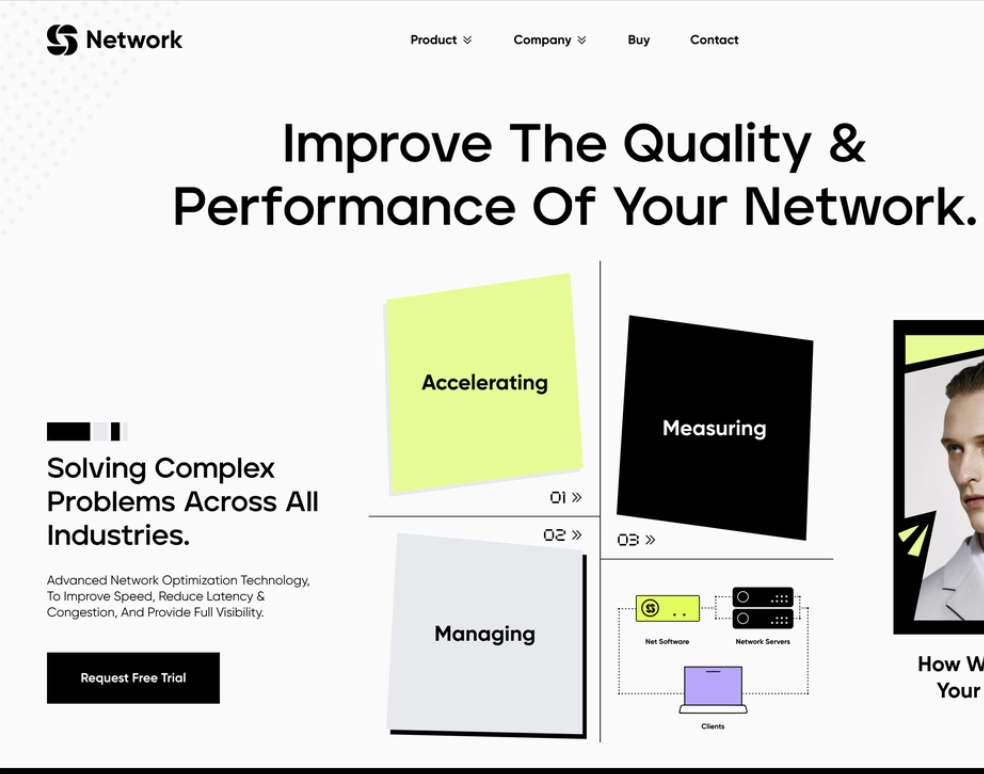 Network
Product
Company
Buy
Contact
Improve The Quality &
Performance Of Your Network.
Accelerating
01
Measuring
03
02
Managing
Solving Complex
Problems Across All
Industries.
Advanced Network Optimization Technology,
To Improve Speed, Reduce Latency &
Congestion, And Provide Full Visibility.
Request Free Trial
Net Software
Network Servers
Clients
How W
Your